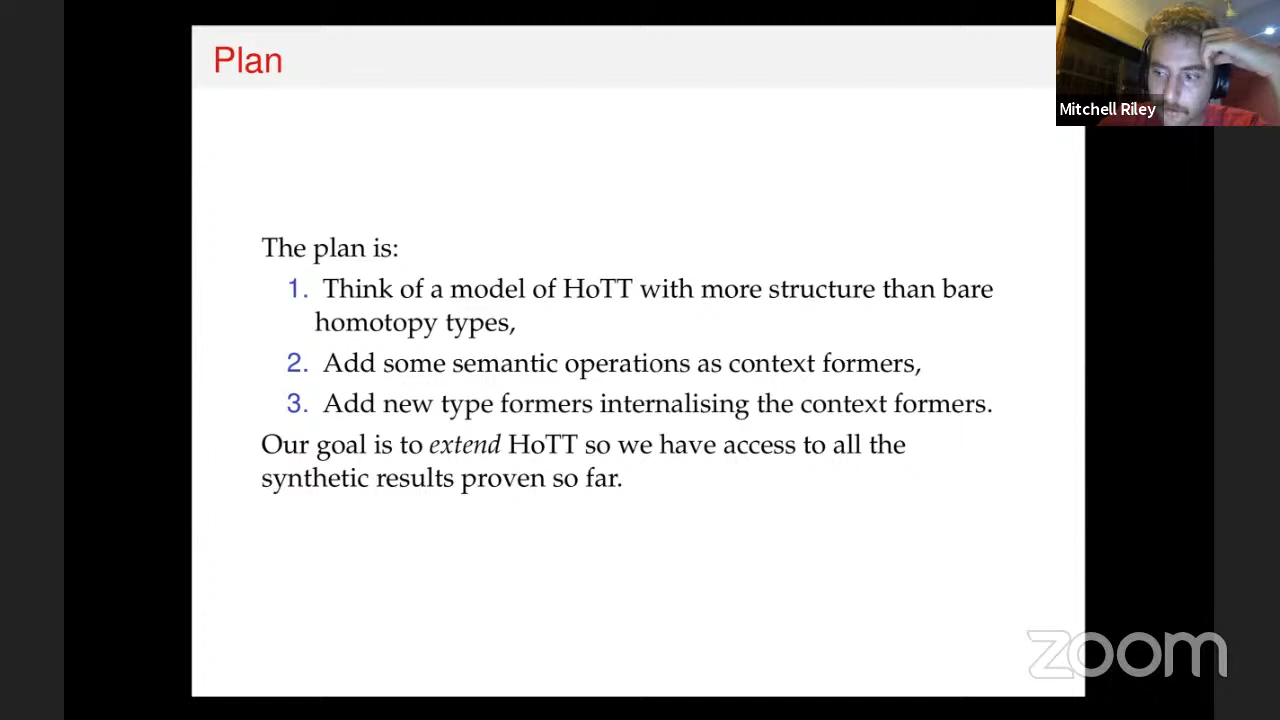 Plan
Mitchell Riley
The plan is:
1. Think of a model of HoTT with more structure than bare
homotopy types,
2. Add some semantic operations as context formers,
3. Add new type formers internalising the context formers.
Our goal is to extend HoTT so we have access to all the
synthetic results proven so far.
zoom